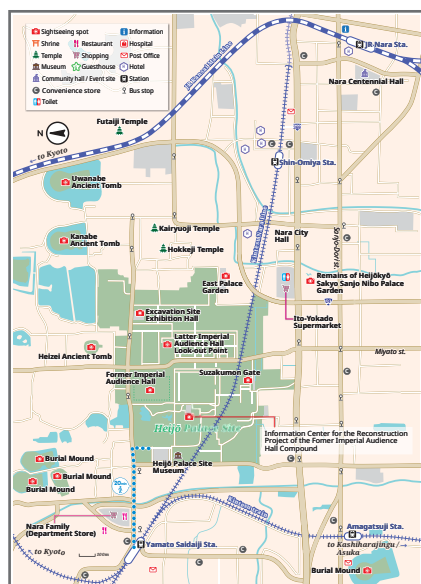 Sightseeing spot
Information
Shrine
Restaurant
Hospital
Temple
Shopping
Post Office
Museum
Guesthouse
Hotel
Community hall / Event site
Station
Convenience store
Bus stop
Toilet
JR Nara Sta.
Nara Centennial Hall
Futaiji Temple
N
to Kyoto
Shin-Omiya Sta.
Uwanabe
Ancient Tomb
Kanabe
Ancient Tomb
Kairyuoji Temple
Hokkeji Temple
Nara City
Hall
East Palace
Garden
Remains of Heijōkyō
Sakyo Sanjo Nibo Palace
Garden
Excavation Site
Exhibition Hall
Ito-Yokado
Supermarket
Latter Imperial
Audience Hall
Look-out Point
Heizei Ancient Tomb
Miyato st.
Former Imperial
Audience Hall
Suzakumon Gate
Heijō Palace Site
Information Center for the Reconstruction
Project of the Fomer Imperial Audience
Hall Compound
Heijō Palace Site
Museum
Burial Mound
Burial Mound
Burial Mound
20min
Nara Family
(Department Store)
to Kyoto
Yamato Saidaiji Sta.
Amagatsuji Sta.
to Kashiharajingu /
Asuka
Burial Mound